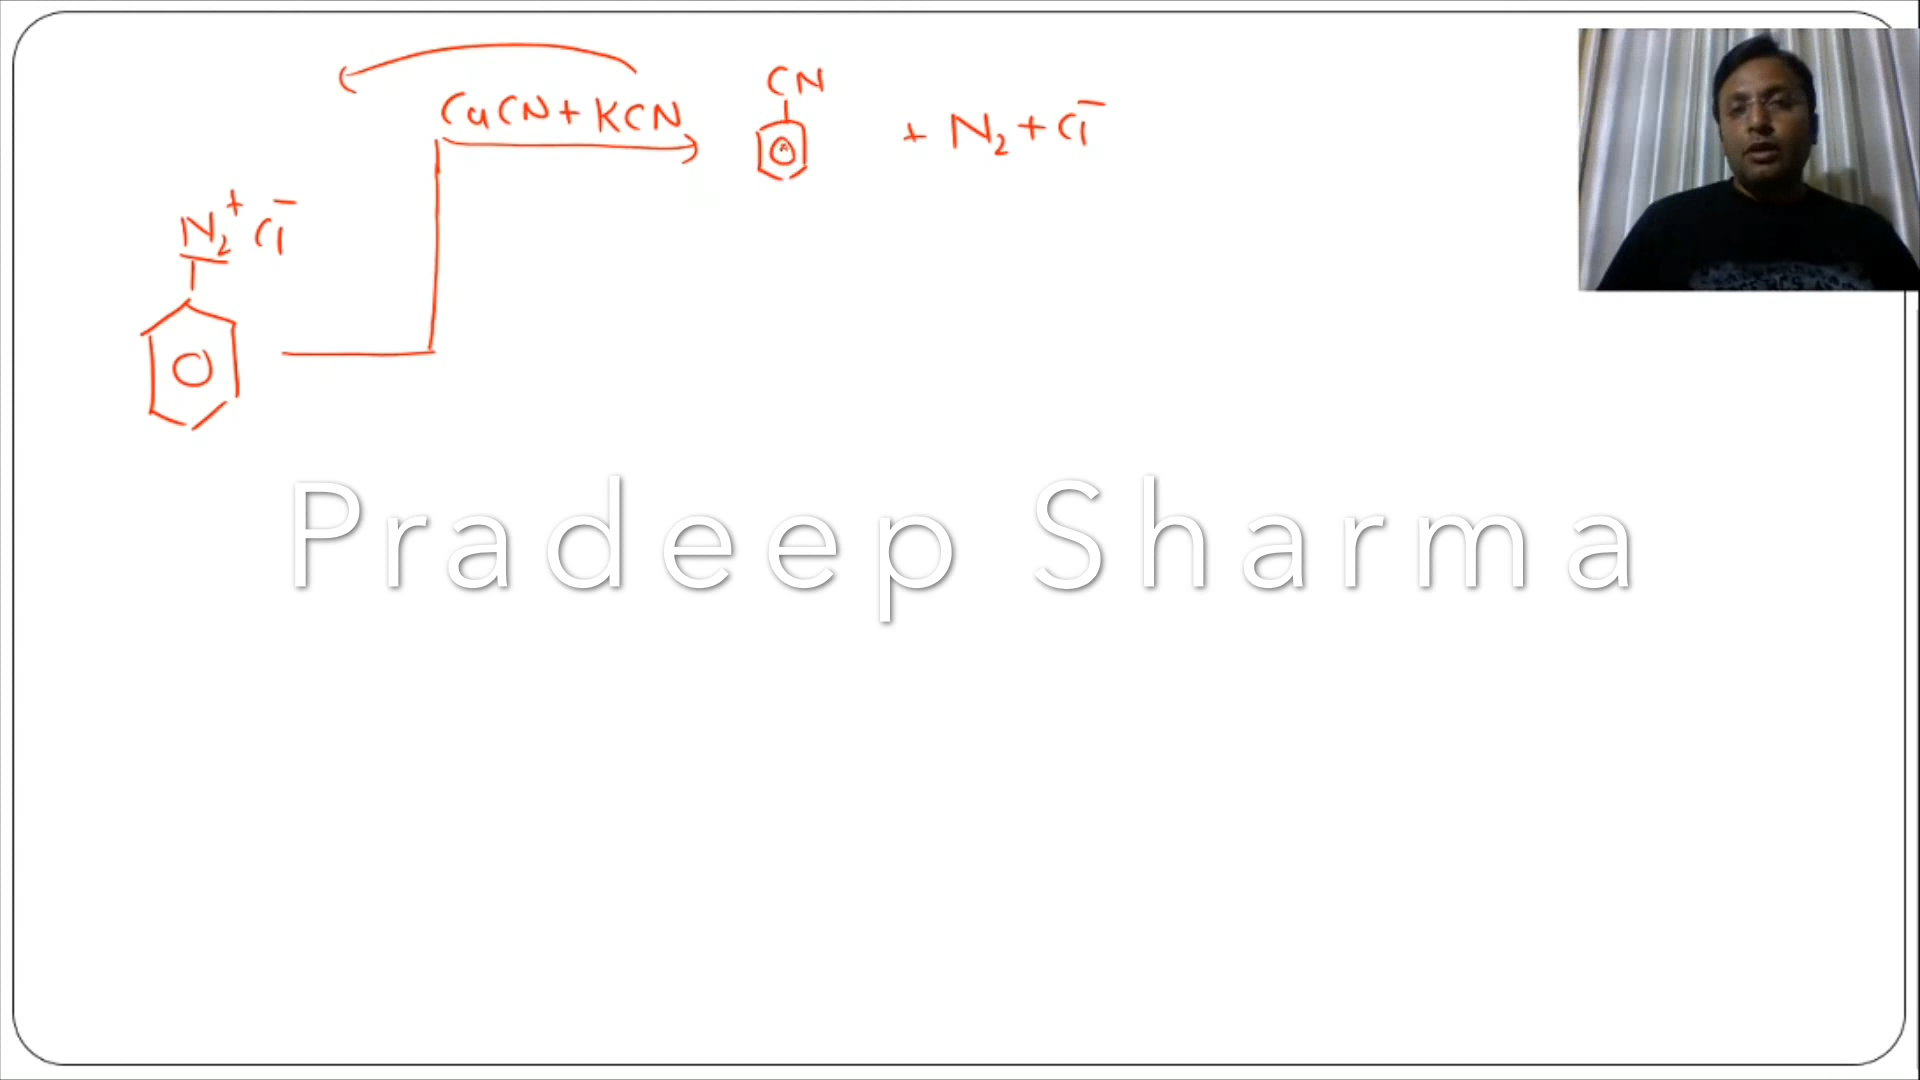 CuCN + KCN
CN
+ N₂ + Cl⁻
N₂⁺ Cl⁻
Pradeep Sharma